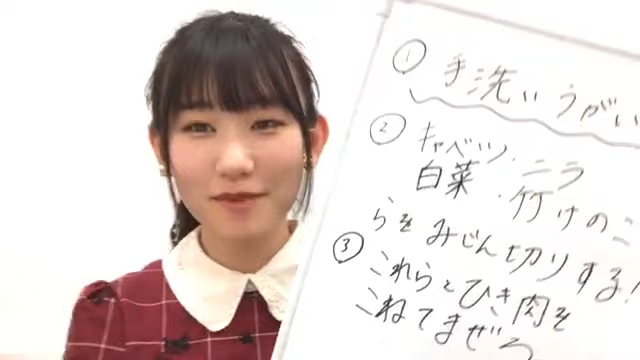 ① 手洗い うがい
② キャベツ・ニラ
白菜・竹けのこ
らをみじん切りする!
③ これらとひき肉を
こねてまぜる